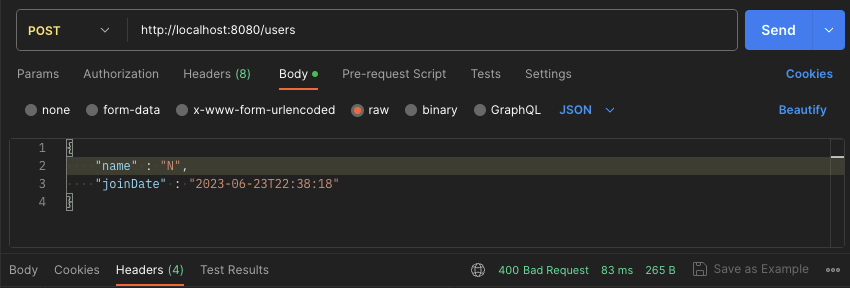 POST http://localhost:8080/users Send
Params Authorization Headers (8) Body Pre-request Script Tests Settings Cookies
none form-data x-www-form-urlencoded raw binary GraphQL JSON Beautify
1 {
2 "name" : "N",
3 "joinDate" : "2023-06-23T22:38:18"
4 }
Body Cookies Headers (4) Test Results 400 Bad Request 83 ms 265 B Save as Example